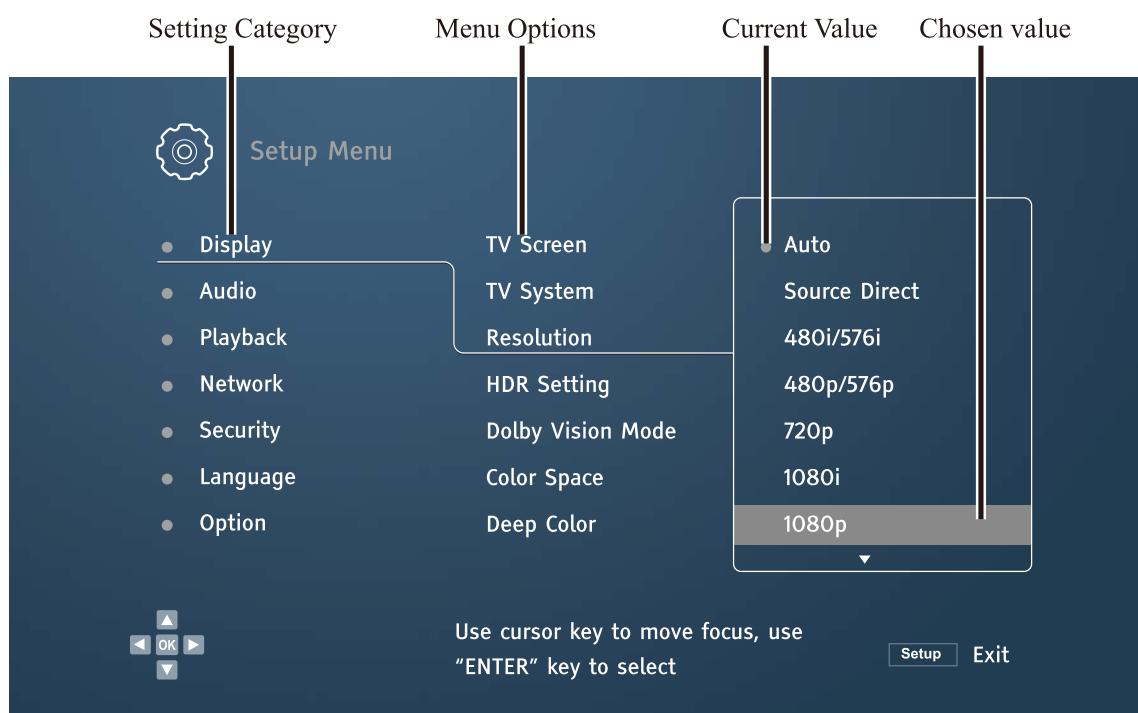 Setting Category Menu Options Current Value Chosen value
Setup Menu
Display TV Screen Auto
Audio TV System Source Direct
Playback Resolution 480i/576i
Network HDR Setting 480p/576p
Security Dolby Vision Mode 720p
Language Color Space 1080i
Option Deep Color 1080p
OK
Use cursor key to move focus, use
“ENTER” key to select
Setup Exit